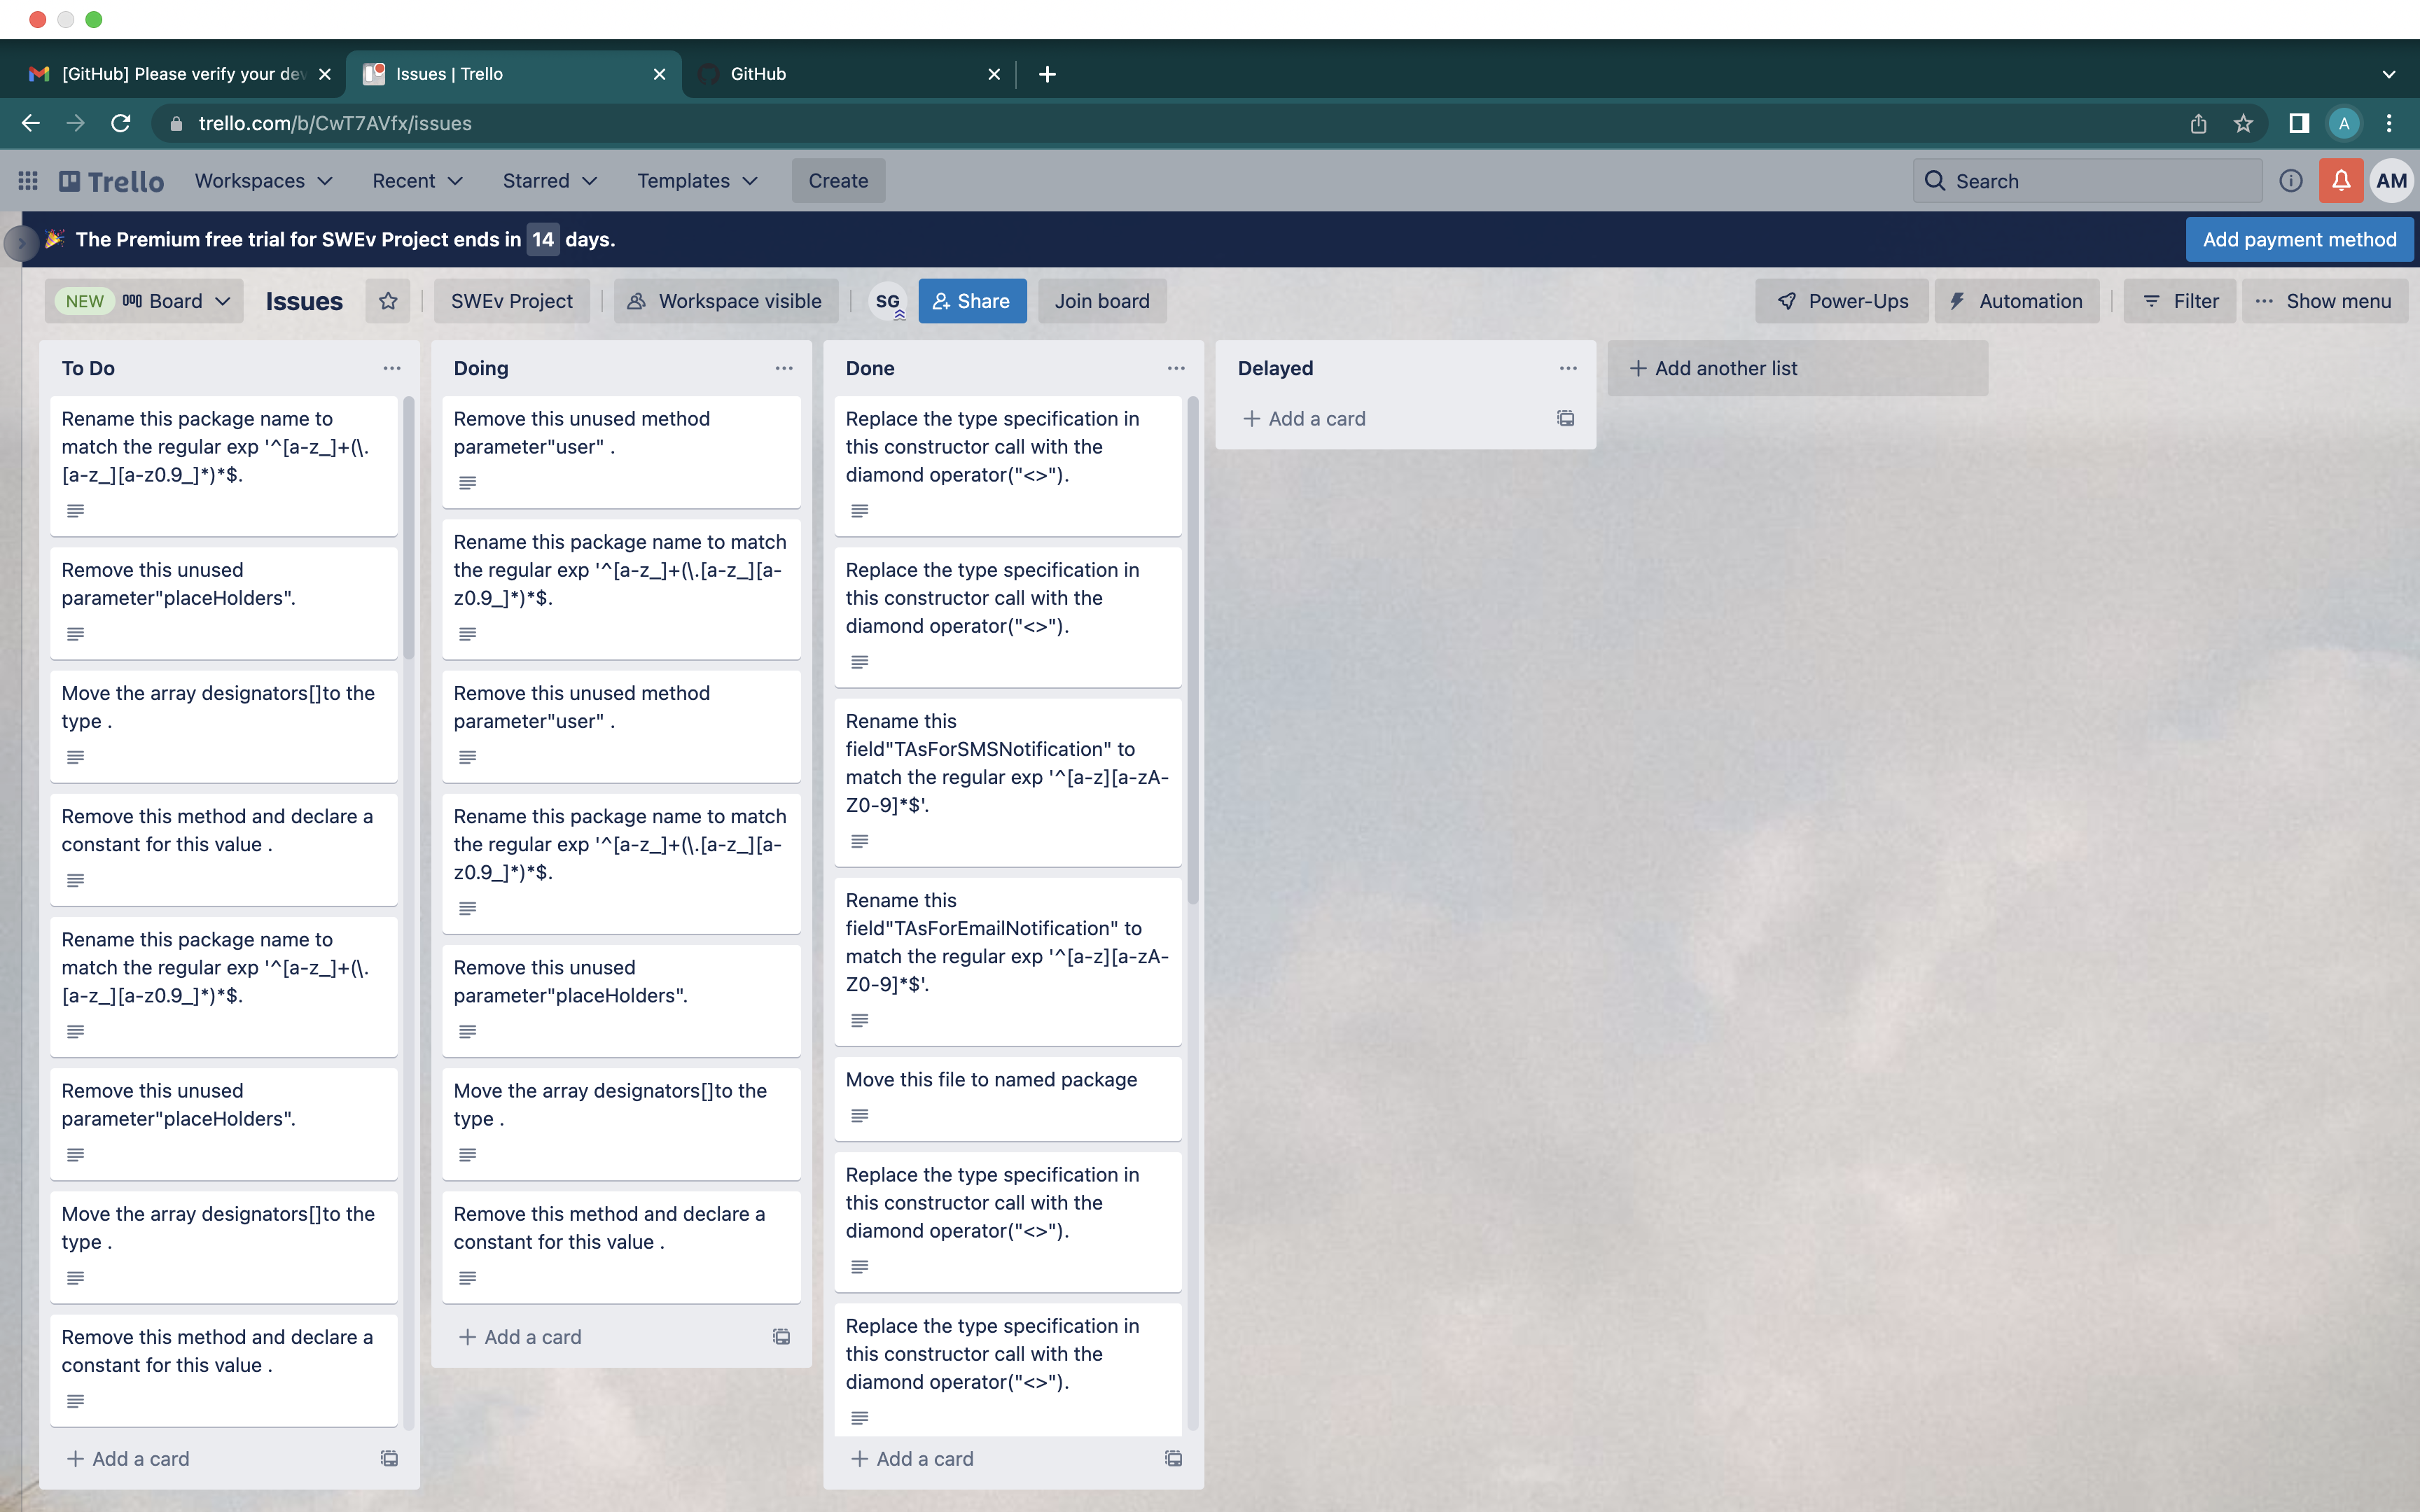 [GitHub] Please verify your dev
Issues | Trello
GitHub
trello.com/b/CwT7AVfx/issues
A
Trello
Workspaces
Recent
Starred
Templates
Create
Search
AM
The Premium free trial for SWEv Project ends in 14 days.
Add payment method
NEW
Board
Issues
SWEv Project
Workspace visible
SG
Share
Join board
Power-Ups
Automation
Filter
Show menu
To Do
Rename this package name to
match the regular exp '^[a-z_]+(\.
[a-z_][a-z0.9_]*)*$.
Remove this unused
parameter"placeHolders".
Move the array designators[]to the
type .
Remove this method and declare a
constant for this value .
Rename this package name to
match the regular exp '^[a-z_]+(\.
[a-z_][a-z0.9_]*)*$.
Remove this unused
parameter"placeHolders".
Move the array designators[]to the
type .
Remove this method and declare a
constant for this value .
Add a card
Doing
Remove this unused method
parameter"user" .
Rename this package name to match
the regular exp '^[a-z_]+(\.[a-z_][a-
z0.9_]*)*$.
Remove this unused method
parameter"user" .
Rename this package name to match
the regular exp '^[a-z_]+(\.[a-z_][a-
z0.9_]*)*$.
Remove this unused
parameter"placeHolders".
Move the array designators[]to the
type .
Remove this method and declare a
constant for this value .
Add a card
Done
Replace the type specification in
this constructor call with the
diamond operator("<>").
Replace the type specification in
this constructor call with the
diamond operator("<>").
Rename this
field"TAsForSMSNotification" to
match the regular exp '^[a-z][a-zA-
Z0-9]*$'.
Rename this
field"TAsForEmailNotification" to
match the regular exp '^[a-z][a-zA-
Z0-9]*$'.
Move this file to named package
Replace the type specification in
this constructor call with the
diamond operator("<>").
Replace the type specification in
this constructor call with the
diamond operator("<>").
Add a card
Delayed
Add a card
Add another list